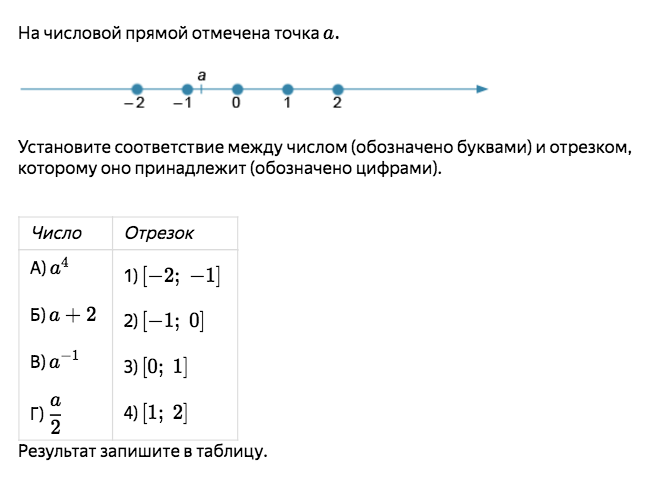 На числовой прямой отмечена точка a.
a
−2 −1 0 1 2
Установите соответствие между числом (обозначено буквами) и отрезком,
которому оно принадлежит (обозначено цифрами).
Число Отрезок
А) a⁴ 1) [−2; −1]
Б) a + 2 2) [−1; 0]
В) a⁻¹ 3) [0; 1]
Г) a/2 4) [1; 2]
Результат запишите в таблицу.